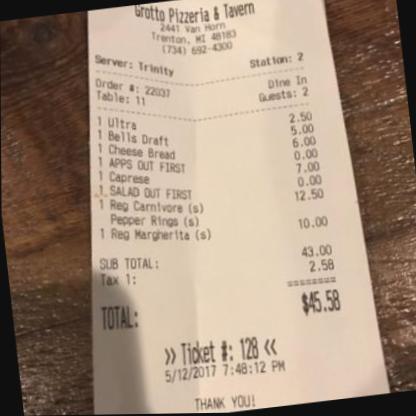 Grotto Pizzeria & Tavern
2441 Van Horn
Trenton, MI 48183
(734) 692-4300
Server: Trinity Station: 2
Order #: 22037 Dine In
Table: 11 Guests: 2
1 Ultra 2.50
1 Bells Draft 5.00
1 Cheese Bread 6.00
1 APPS OUT FIRST 0.00
1 Caprese 7.00
1 SALAD OUT FIRST 0.00
1 Reg Carnivore (s) 12.50
Pepper Rings (s)
1 Reg Margherita (s) 10.00
SUB TOTAL: 43.00
Tax 1: 2.58
========
TOTAL: $45.58
>> Ticket #: 128 <<
5/12/2017 7:48:12 PM
THANK YOU!